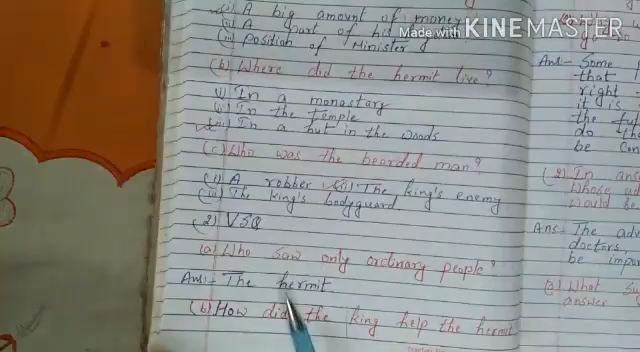 (i) A big amount of money
(ii) A part of his
(iii) Position of Minister
Made with KINEMASTER
(b) Where did the hermit live?
(i) In a monastary
(ii) In the Temple
(iii) In a hut in the woods
(c) Who was the bearded man?
(i) A robber (ii) The king's enemy
(iii) The king's bodyguard
(2) VSQ
(a) Who saw only ordinary people?
Ans:- The hermit.
(b) How did the king help the hermit
Ans:- Some
that
right
it is
the fut
do the
be con
(2) In ans
Whose ad
would be
Ans:- The adv
doctors,
be impor
(a) What su
answer